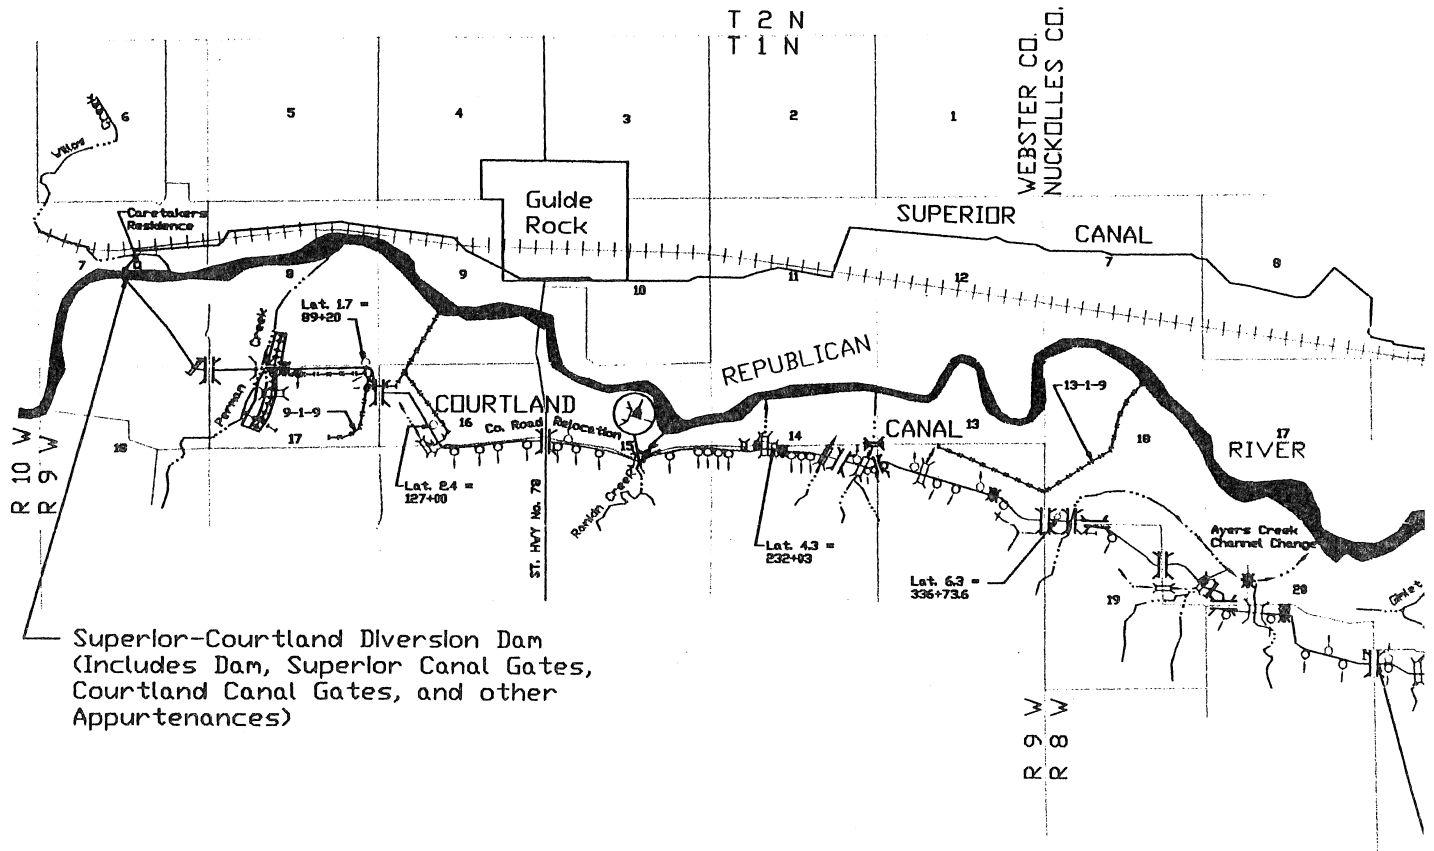 T 2 N
T 1 N
WEBSTER CO.
NUCKOLLES CO.
6
5
4
3
2
1
Willow
Creek
Caretakers
Residence
Guide
Rock
SUPERIOR
CANAL
7
8
9
10
11
12
7
8
Lat. 1.7 =
89+20
Creek
REPUBLICAN
13-1-9
9-1-9
COURTLAND
16
Co. Road Relocation
15
14
CANAL
13
18
17
RIVER
18
17
R 10 W
R 9 W
Lat. 2.4 =
127+00
ST. HWY No. 78
Creek
Lat. 4.3 =
232+03
Lat. 6.3 =
336+73.6
Ayers Creek
Channel Change
19
20
Superior-Courtland Diversion Dam
(Includes Dam, Superior Canal Gates,
Courtland Canal Gates, and other
Appurtenances)
R 9 W
R 8 W